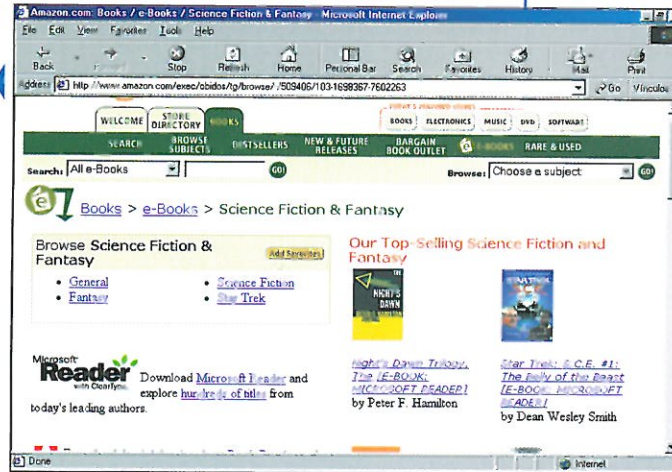 Amazon.com: Books / e-Books / Science Fiction & Fantasy - Microsoft Internet Explorer
File Edit View Favorites Tools Help
Back Stop Refresh Home Personal Bar Search Favorites History Mail Print
Address http://www.amazon.com/exec/obidos/tg/browse/-/509406/103-1698367-7602263 Go Vínculos
WELCOME STORE DIRECTORY BOOKS
BOOKS ELECTRONICS MUSIC DVD SOFTWARE
SEARCH BROWSE SUBJECTS BESTSELLERS NEW & FUTURE RELEASES BARGAIN BOOK OUTLET E-BOOKS RARE & USED
Search: All e-Books GO! Browse: Choose a subject GO!
Books > e-Books > Science Fiction & Fantasy
Browse Science Fiction &
Fantasy
Add Favorites
• General
• Fantasy
• Science Fiction
• Star Trek
Microsoft
Reader
with ClearType
Download Microsoft Reader and
explore hundreds of titles from
today's leading authors.
Our Top-Selling Science Fiction and
Fantasy
THE
NIGHT'S
DAWN
STAR TREK
Night's Dawn Trilogy,
The [E-BOOK:
MICROSOFT READER]
by Peter F. Hamilton
Star Trek: S.C.E. #1:
The Belly of the Beast
[E-BOOK: MICROSOFT
READER]
by Dean Wesley Smith
Done
Internet